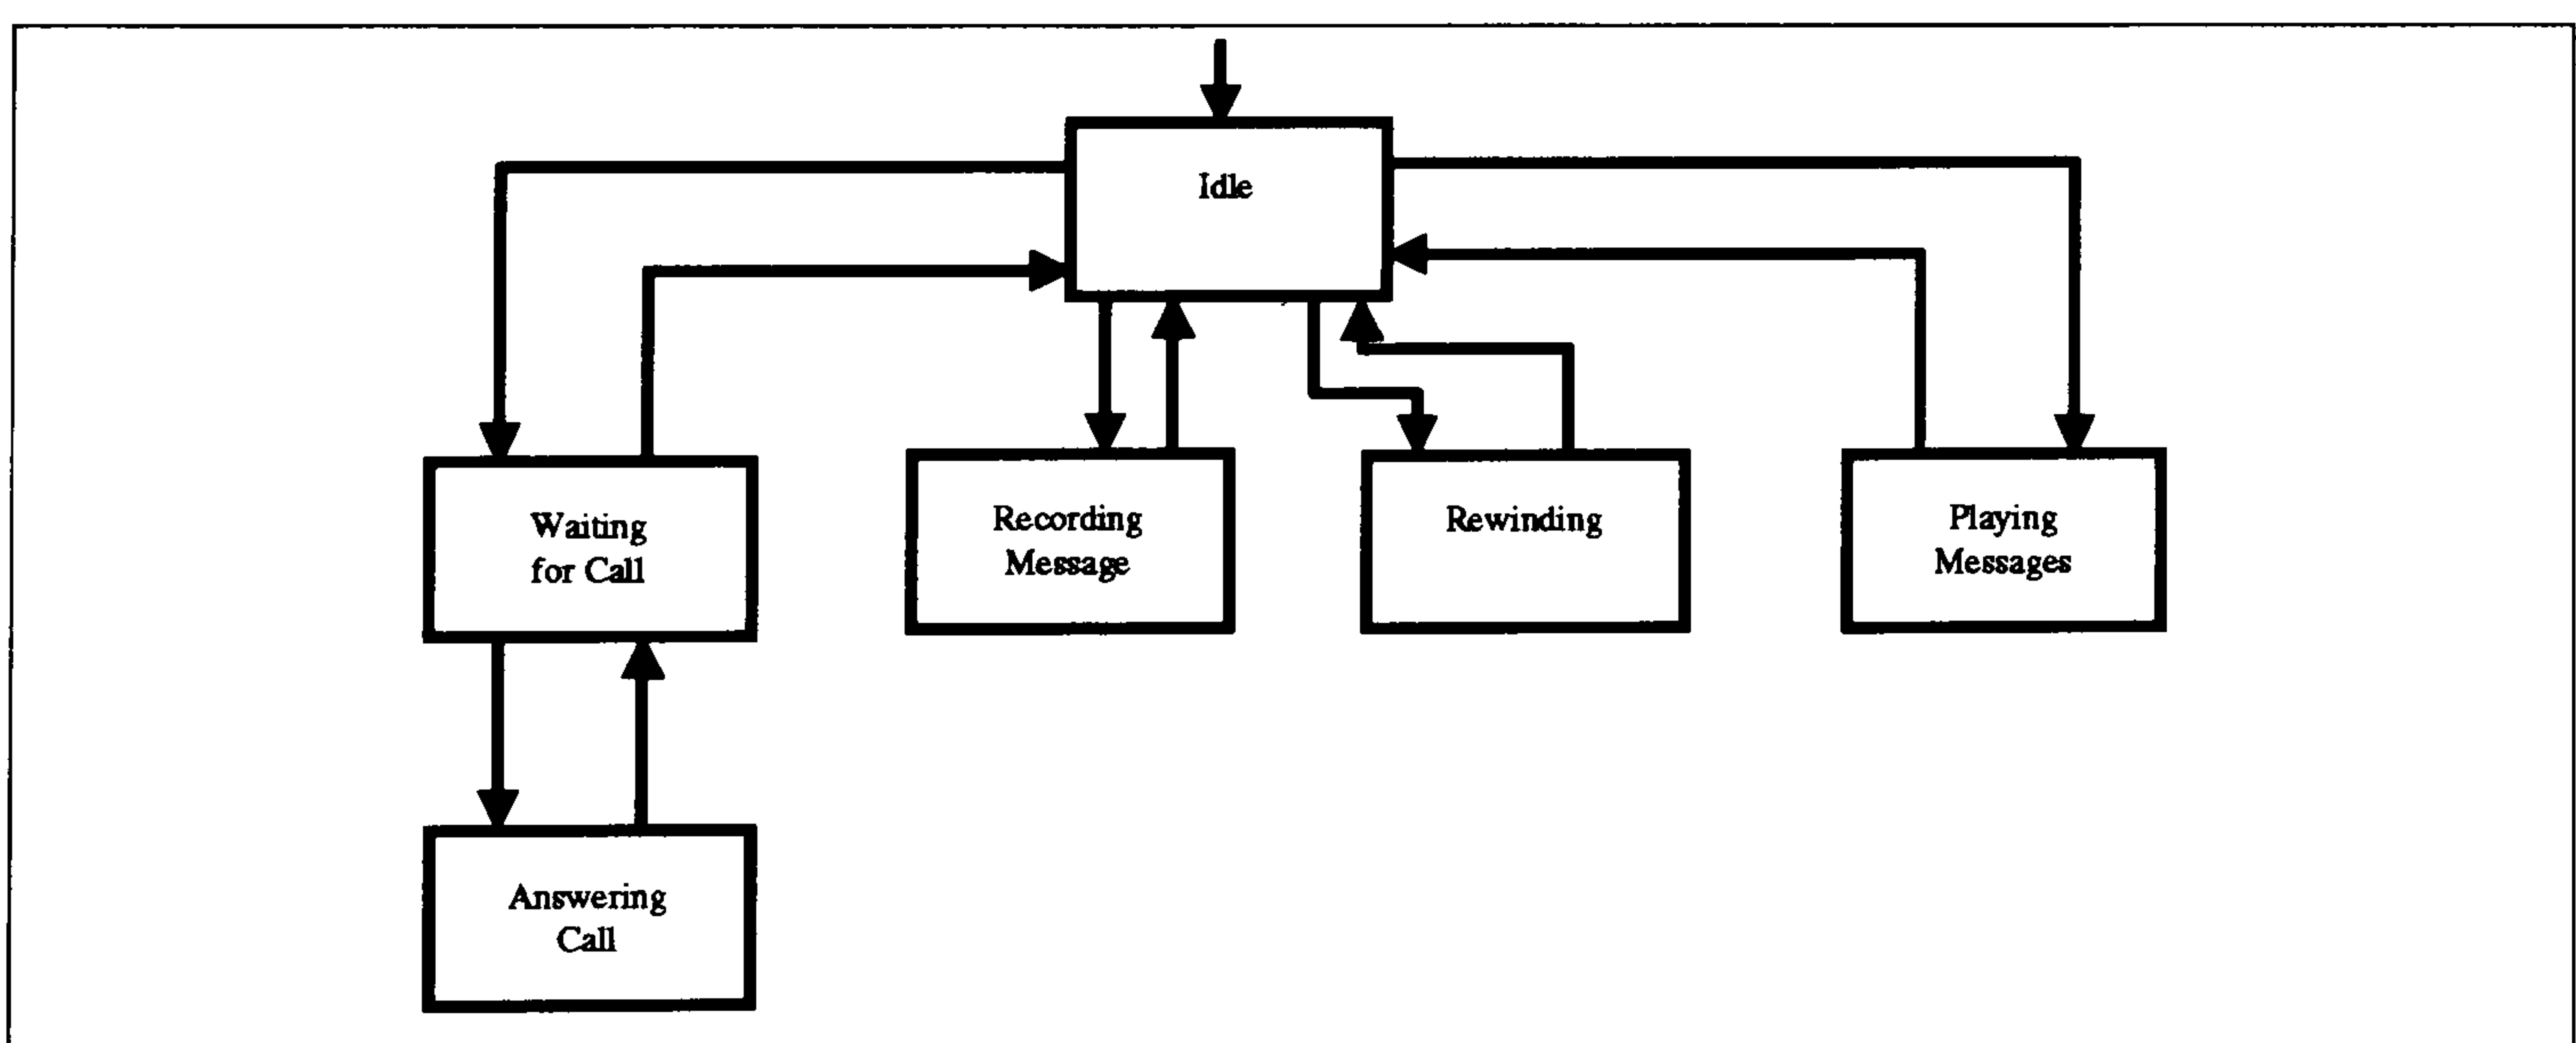 Idle
Waiting
for Call
Recording
Message
Rewinding
Playing
Messages
Answering
Call